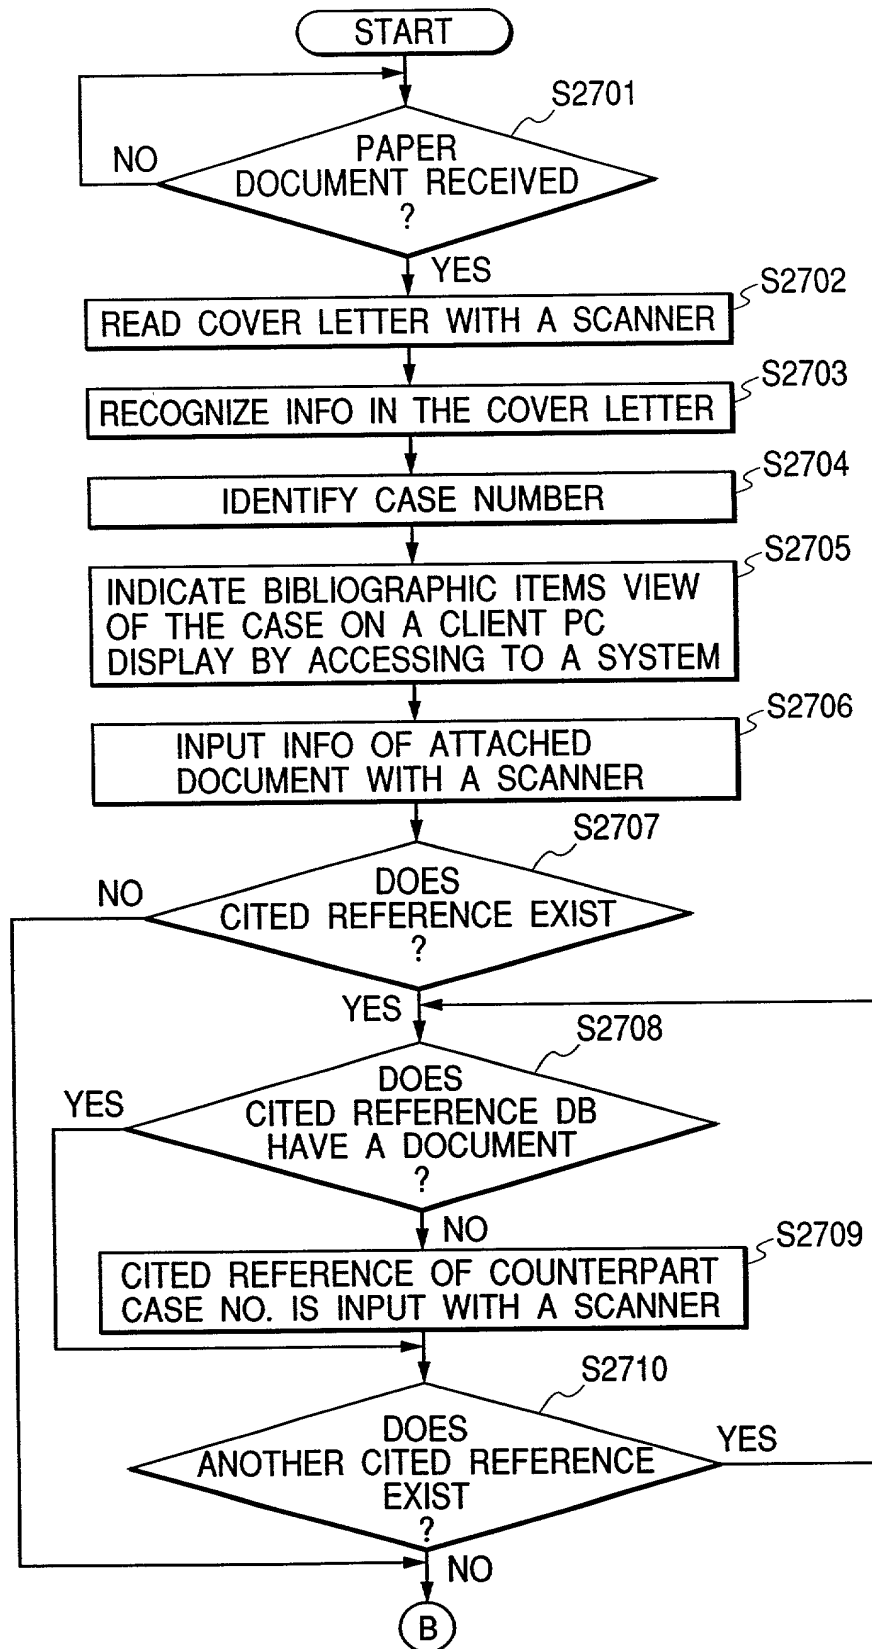 START
S2701
NO
PAPER
DOCUMENT RECEIVED
?
YES
S2702
READ COVER LETTER WITH A SCANNER
S2703
RECOGNIZE INFO IN THE COVER LETTER
S2704
IDENTIFY CASE NUMBER
S2705
INDICATE BIBLIOGRAPHIC ITEMS VIEW
OF THE CASE ON A CLIENT PC
DISPLAY BY ACCESSING TO A SYSTEM
S2706
INPUT INFO OF ATTACHED
DOCUMENT WITH A SCANNER
S2707
NO
DOES
CITED REFERENCE EXIST
?
YES
S2708
YES
DOES
CITED REFERENCE DB
HAVE A DOCUMENT
?
NO
S2709
CITED REFERENCE OF COUNTERPART
CASE NO. IS INPUT WITH A SCANNER
S2710
DOES
ANOTHER CITED REFERENCE
EXIST
?
YES
NO
B